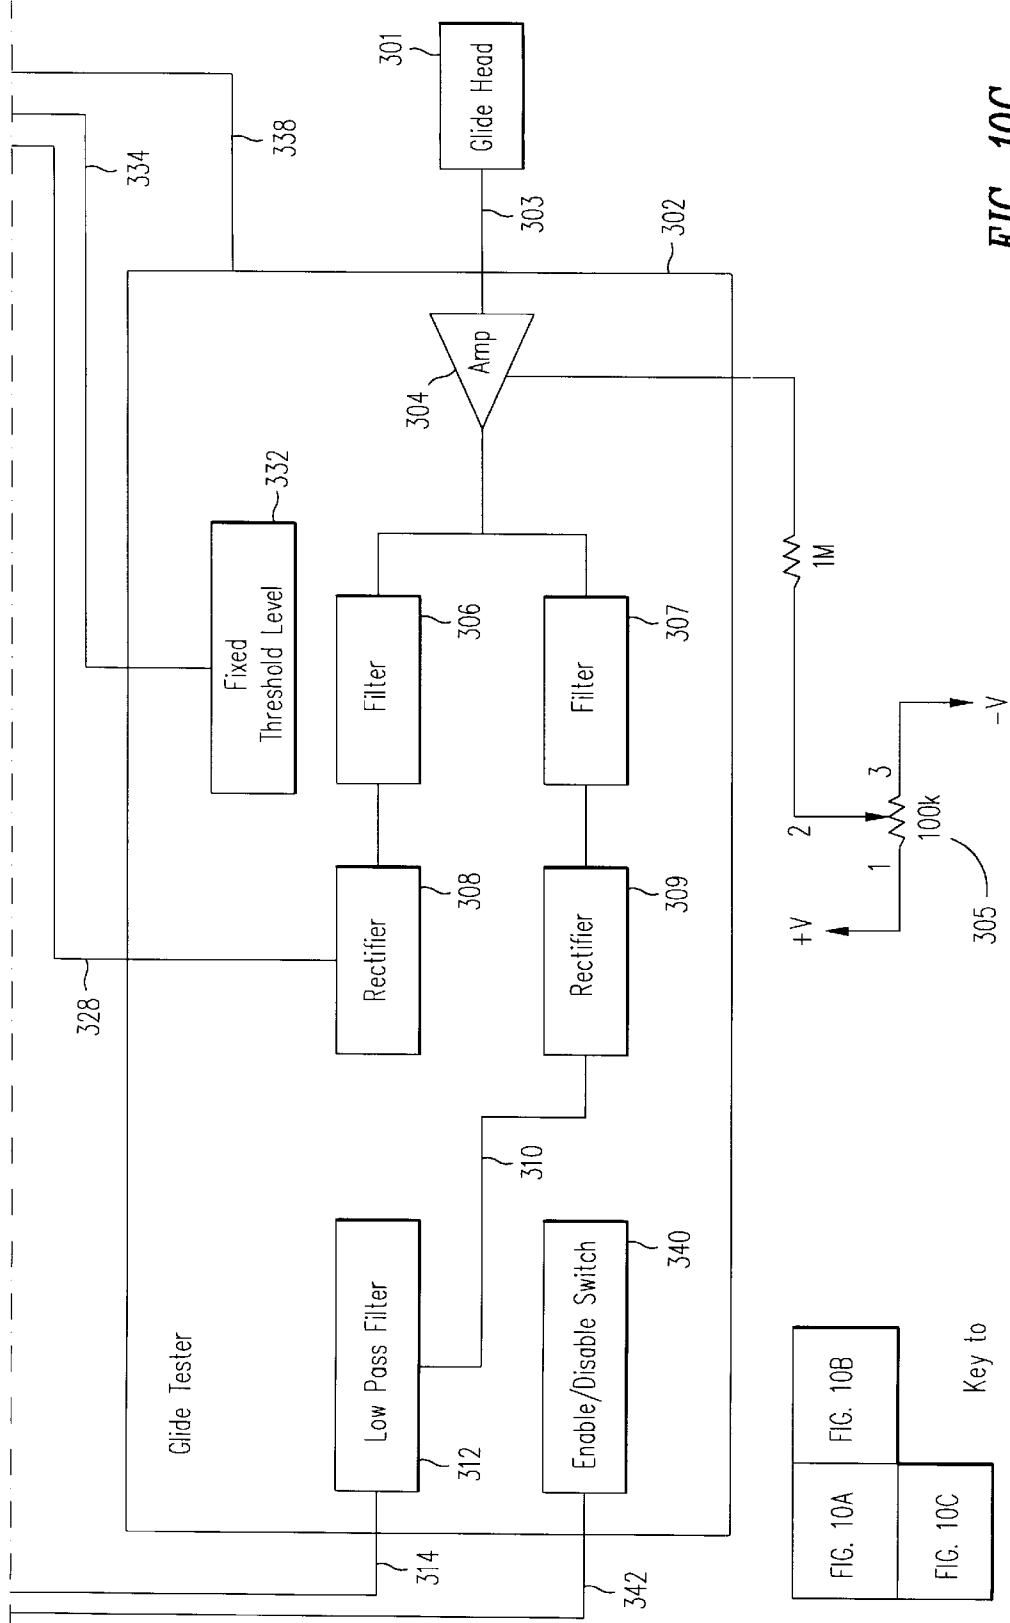 328
334
338
Glide Tester
Fixed
Threshold Level
332
301
Glide Head
303
302
304
Amp
Low Pass Filter
312
314
Rectifier
308
Filter
306
310
Enable/Disable Switch
340
342
Rectifier
309
Filter
307
1M
+V
1
2
3
-V
100k
305
FIG. 10A
FIG. 10B
FIG. 10C
Key to
FIG. 10C